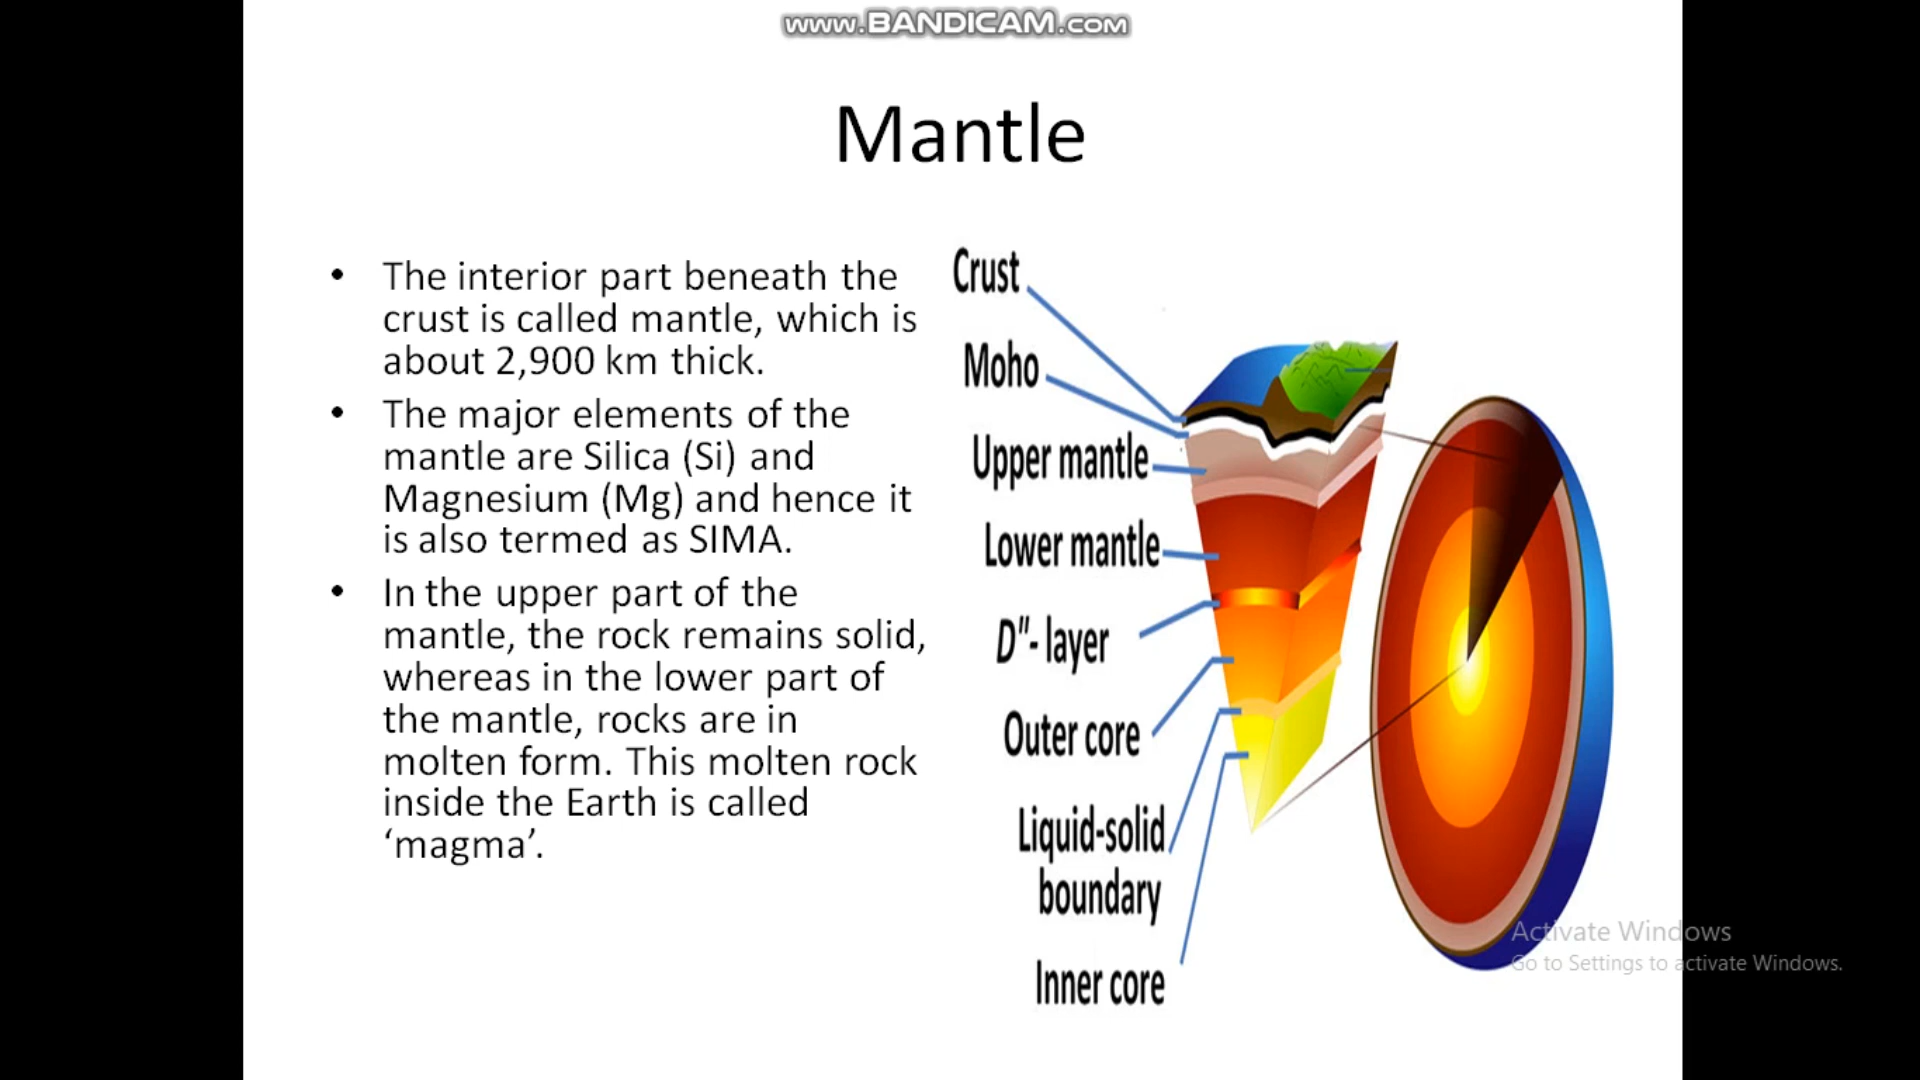 www.BANDICAM.com
Mantle
• The interior part beneath the
crust is called mantle, which is
about 2,900 km thick.
• The major elements of the
mantle are Silica (Si) and
Magnesium (Mg) and hence it
is also termed as SIMA.
• In the upper part of the
mantle, the rock remains solid,
whereas in the lower part of
the mantle, rocks are in
molten form. This molten rock
inside the Earth is called
‘magma’.
Crust
Moho
Upper mantle
Lower mantle
D"- layer
Outer core
Liquid-solid
boundary
Inner core
Activate Windows
Go to Settings to activate Windows.